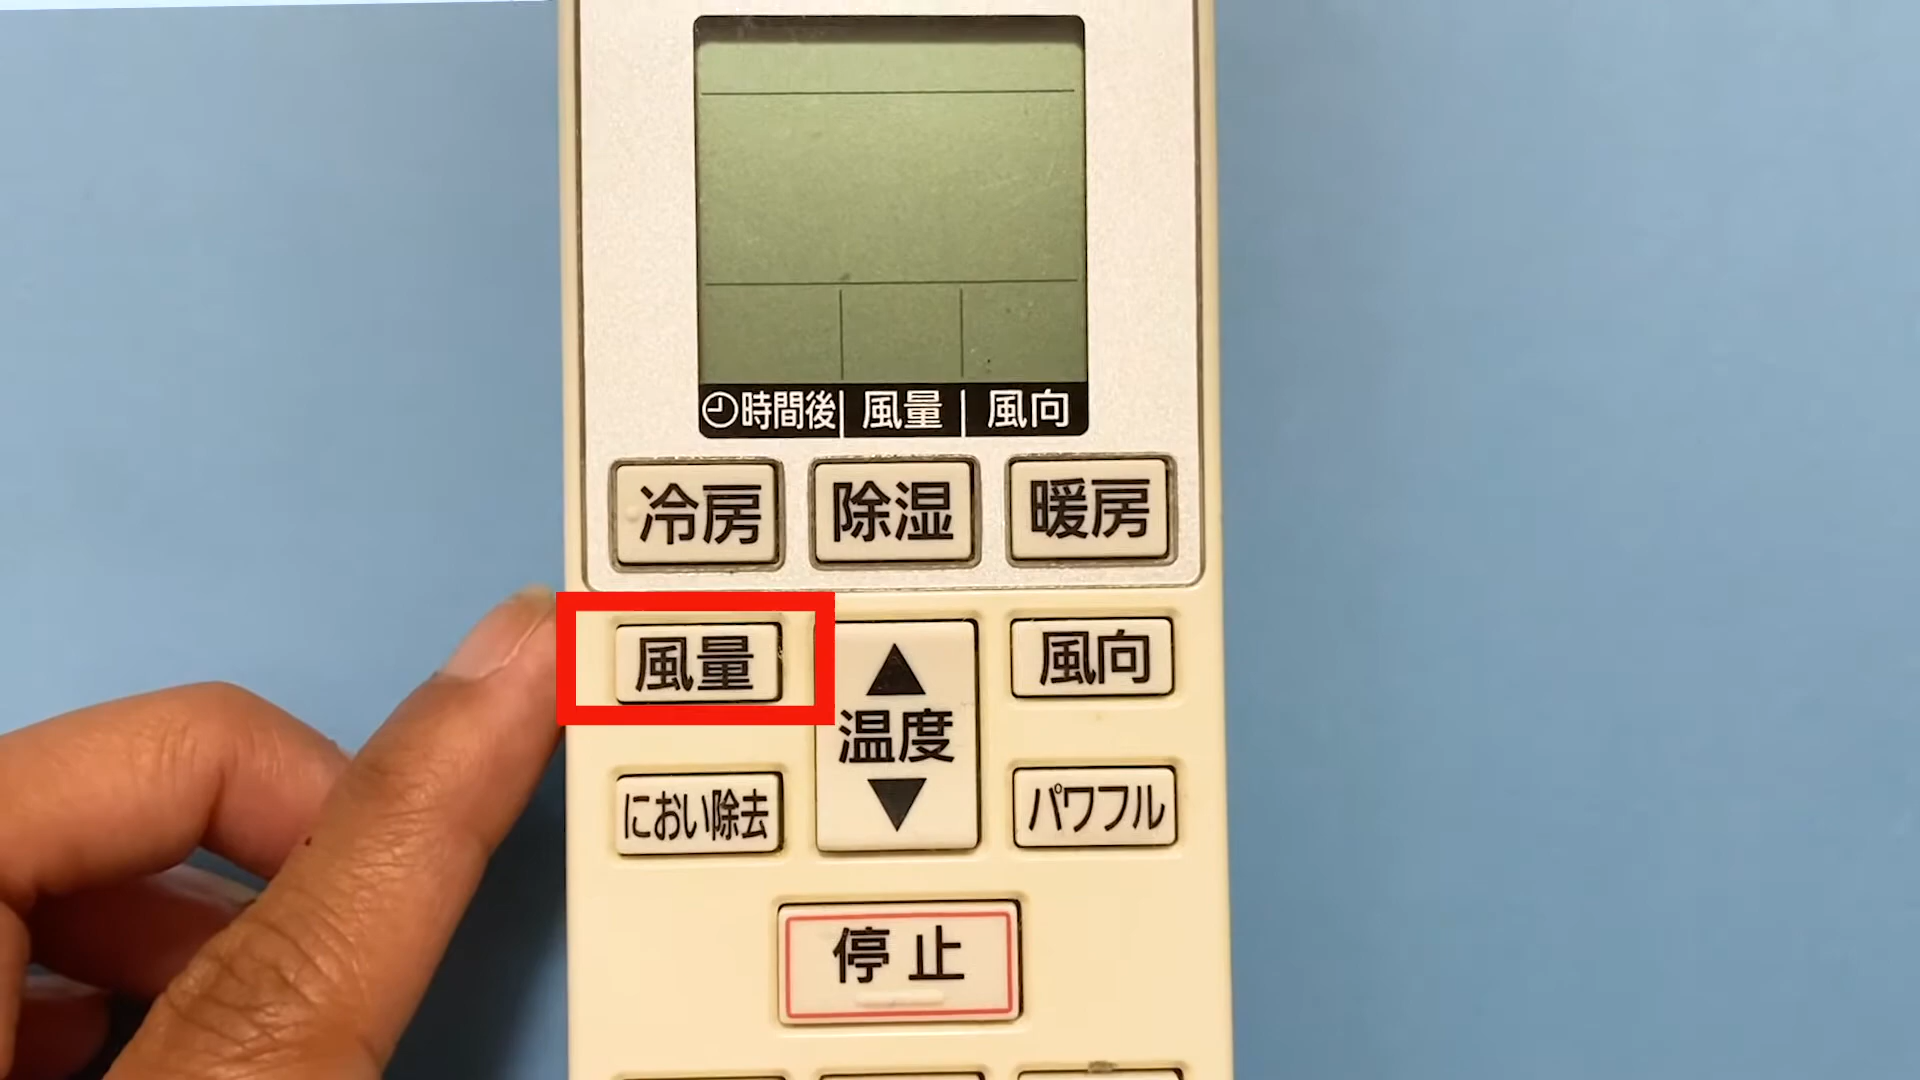 時間後 風量 風向
冷房 除湿 暖房
風量 風向
温度
におい除去 パワフル
停止